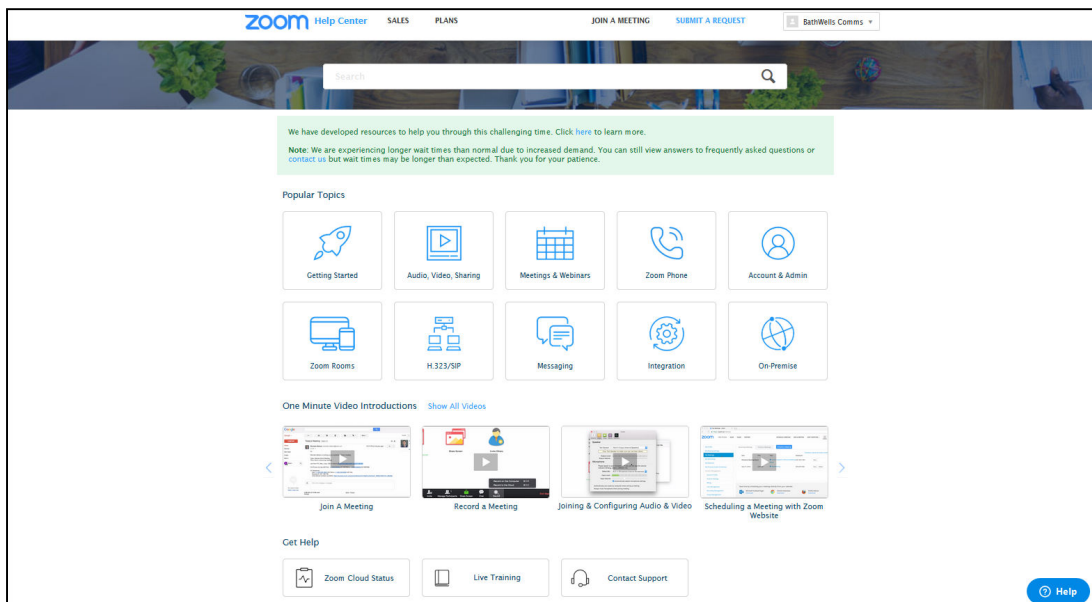 zoom Help Center SALES PLANS JOIN A MEETING SUBMIT A REQUEST BathWells Comms
Search
We have developed resources to help you through this challenging time. Click here to learn more.
Note: We are experiencing longer wait times than normal due to increased demand. You can still view answers to frequently asked questions or
contact us but wait times may be longer than expected. Thank you for your patience.
Popular Topics
Getting Started Audio, Video, Sharing Meetings & Webinars Zoom Phone Account & Admin
Zoom Rooms H.323/SIP Messaging Integration On-Premise
One Minute Video Introductions Show All Videos
Join A Meeting Record a Meeting Joining & Configuring Audio & Video Scheduling a Meeting with Zoom
Website
Get Help
Zoom Cloud Status Live Training Contact Support
Help